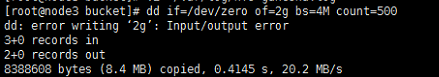 [root@node3 bucket]# dd if=/dev/zero of=2g bs=4M count=500
dd: error writing ‘2g’: Input/output error
3+0 records in
2+0 records out
8388608 bytes (8.4 MB) copied, 0.4145 s, 20.2 MB/s